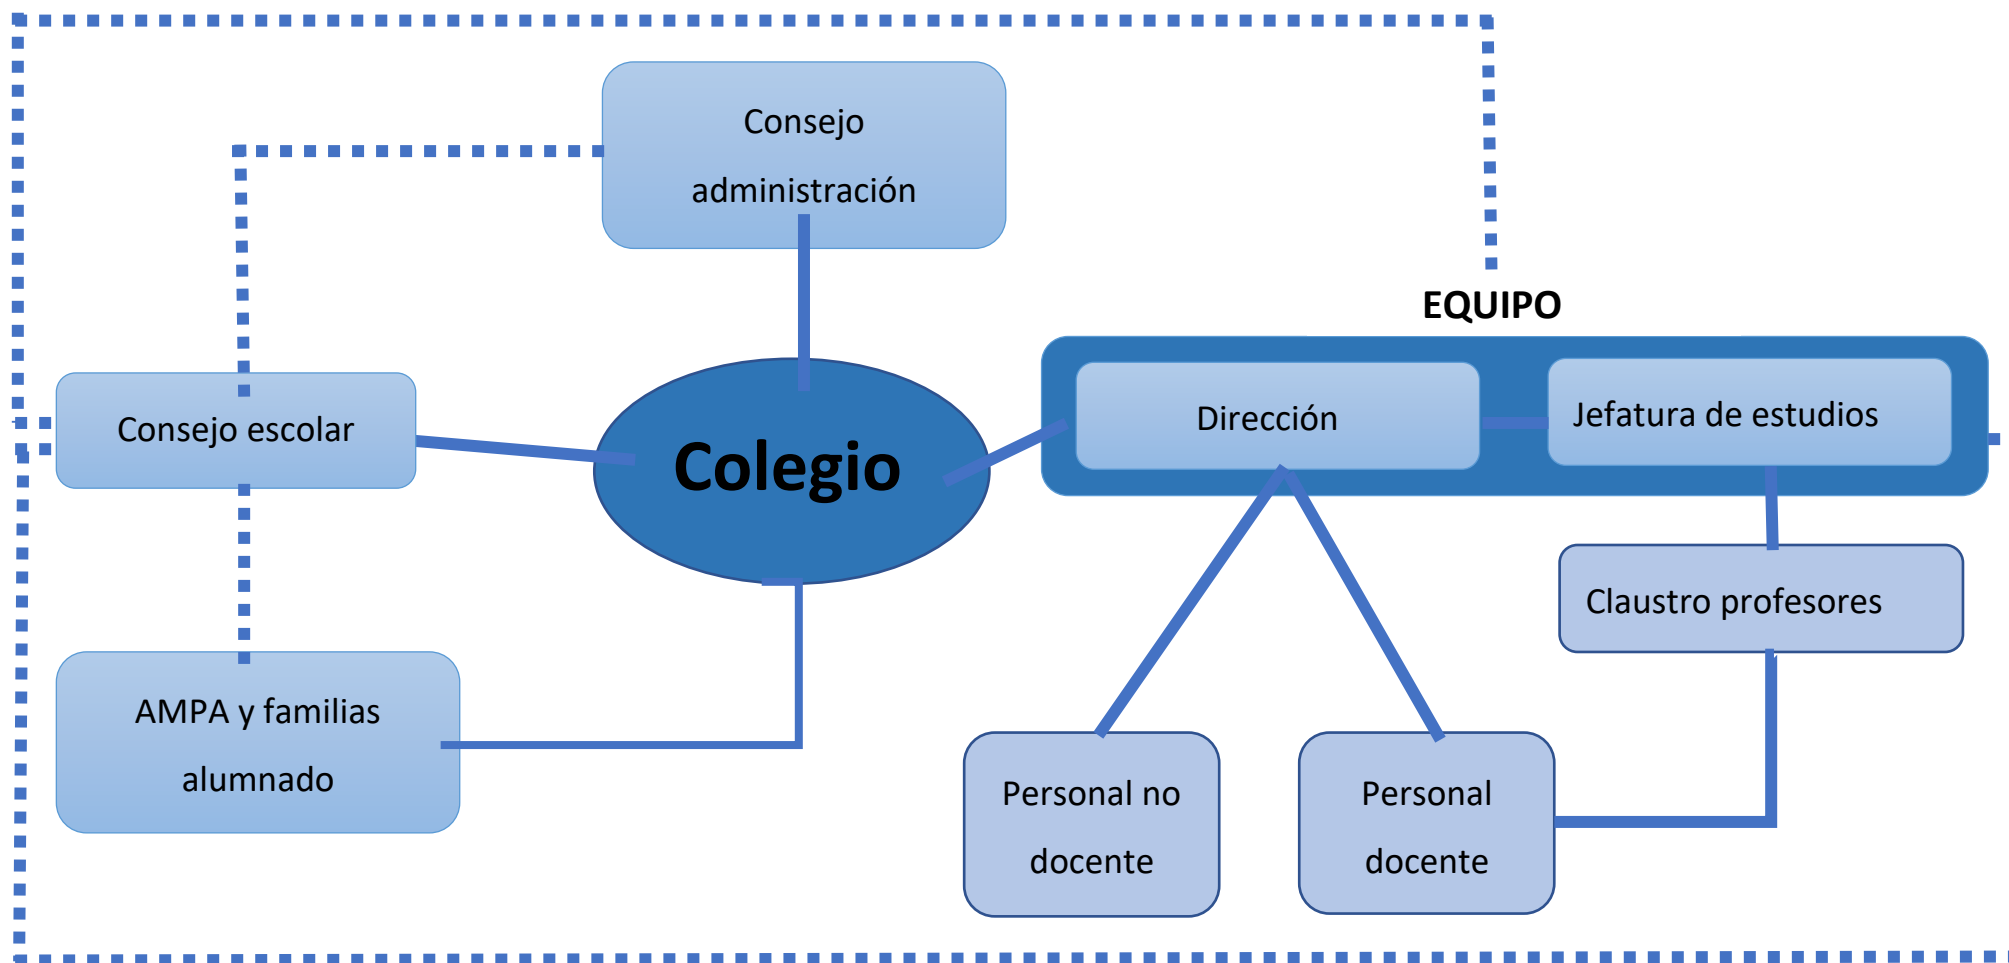 Consejo
administración
EQUIPO
Dirección
Jefatura de estudios
Consejo escolar
Colegio
Claustro profesores
AMPA y familias
alumnado
Personal no
docente
Personal
docente